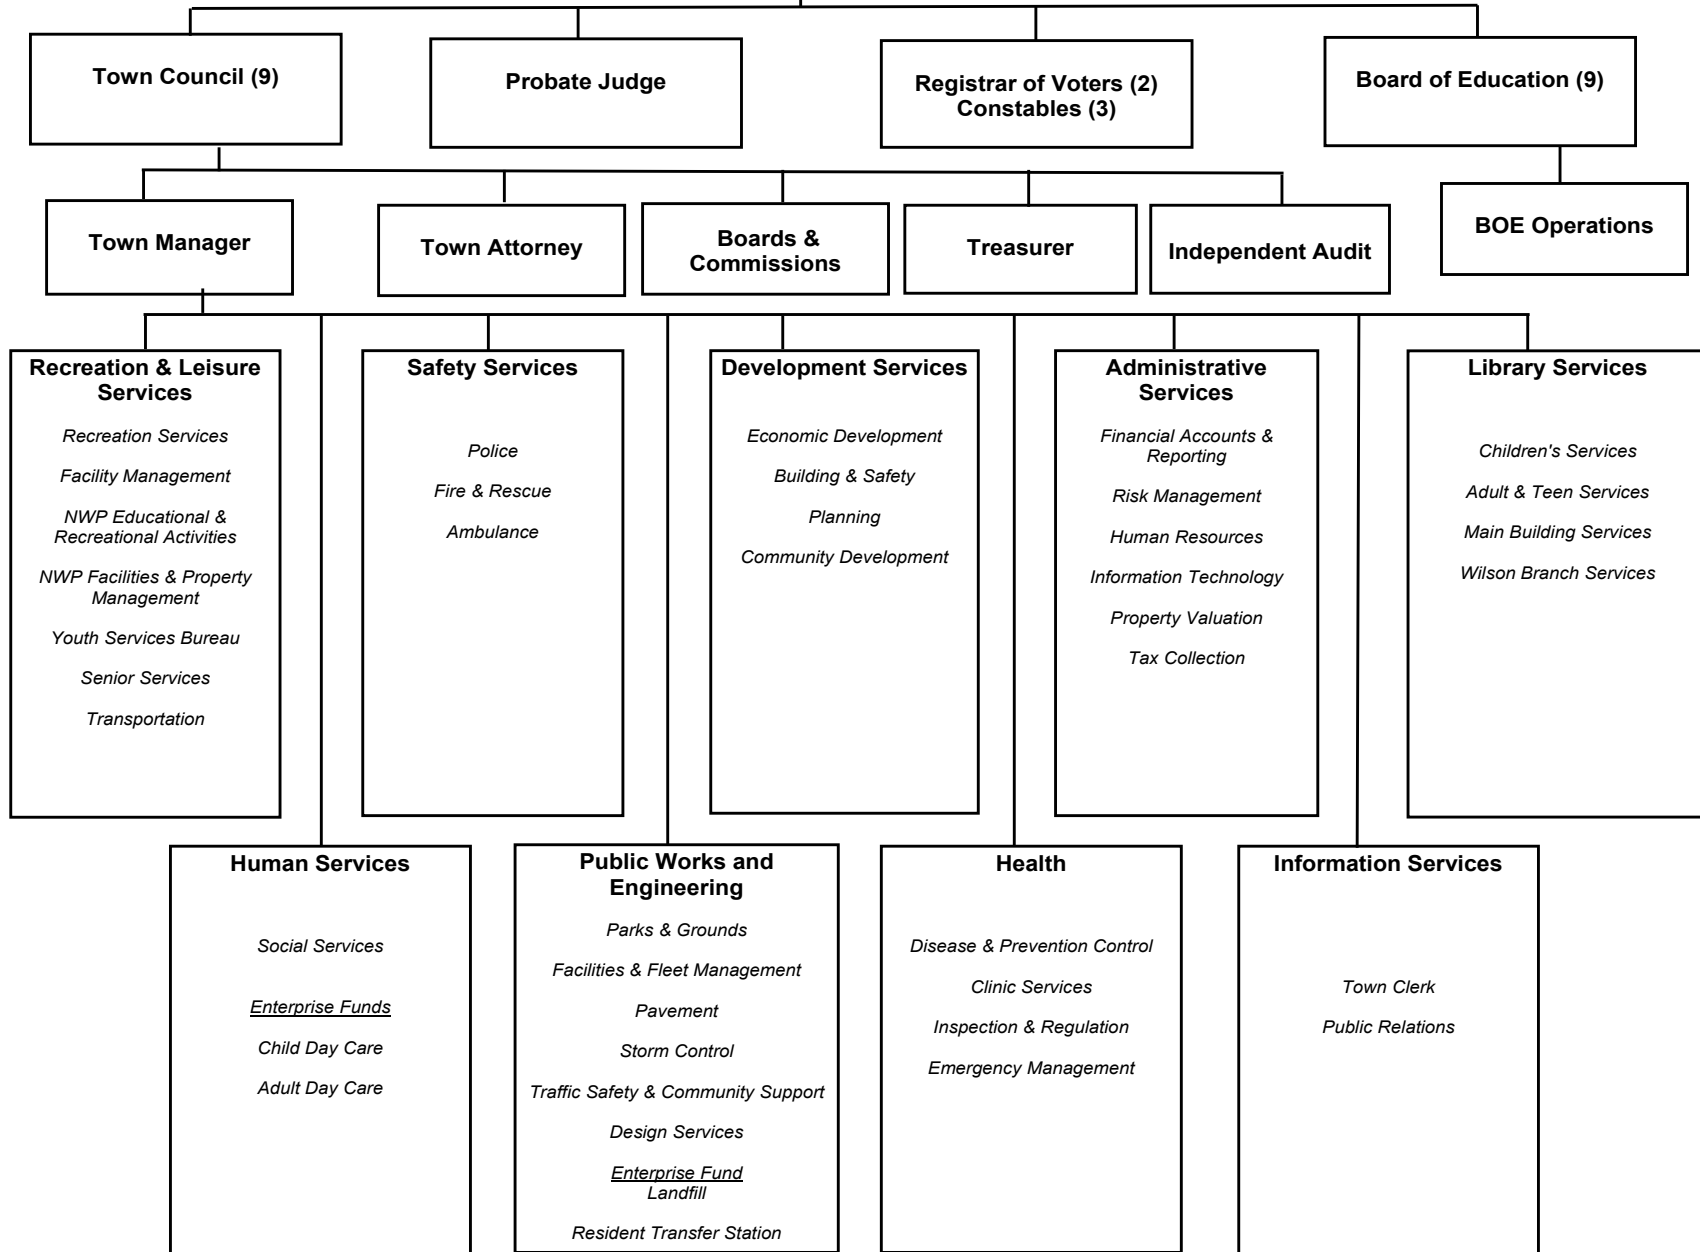 Town Council (9)
Probate Judge
Registrar of Voters (2)
Constables (3)
Board of Education (9)
Town Manager
Town Attorney
Boards &
Commissions
Treasurer
Independent Audit
BOE Operations
Recreation & Leisure
Services
Recreation Services
Facility Management
NWP Educational &
Recreational Activities
NWP Facilities & Property
Management
Youth Services Bureau
Senior Services
Transportation
Safety Services
Police
Fire & Rescue
Ambulance
Development Services
Economic Development
Building & Safety
Planning
Community Development
Administrative
Services
Financial Accounts &
Reporting
Risk Management
Human Resources
Information Technology
Property Valuation
Tax Collection
Library Services
Children's Services
Adult & Teen Services
Main Building Services
Wilson Branch Services
Human Services
Social Services
Enterprise Funds
Child Day Care
Adult Day Care
Public Works and
Engineering
Parks & Grounds
Facilities & Fleet Management
Pavement
Storm Control
Traffic Safety & Community Support
Design Services
Enterprise Fund
Landfill
Resident Transfer Station
Health
Disease & Prevention Control
Clinic Services
Inspection & Regulation
Emergency Management
Information Services
Town Clerk
Public Relations